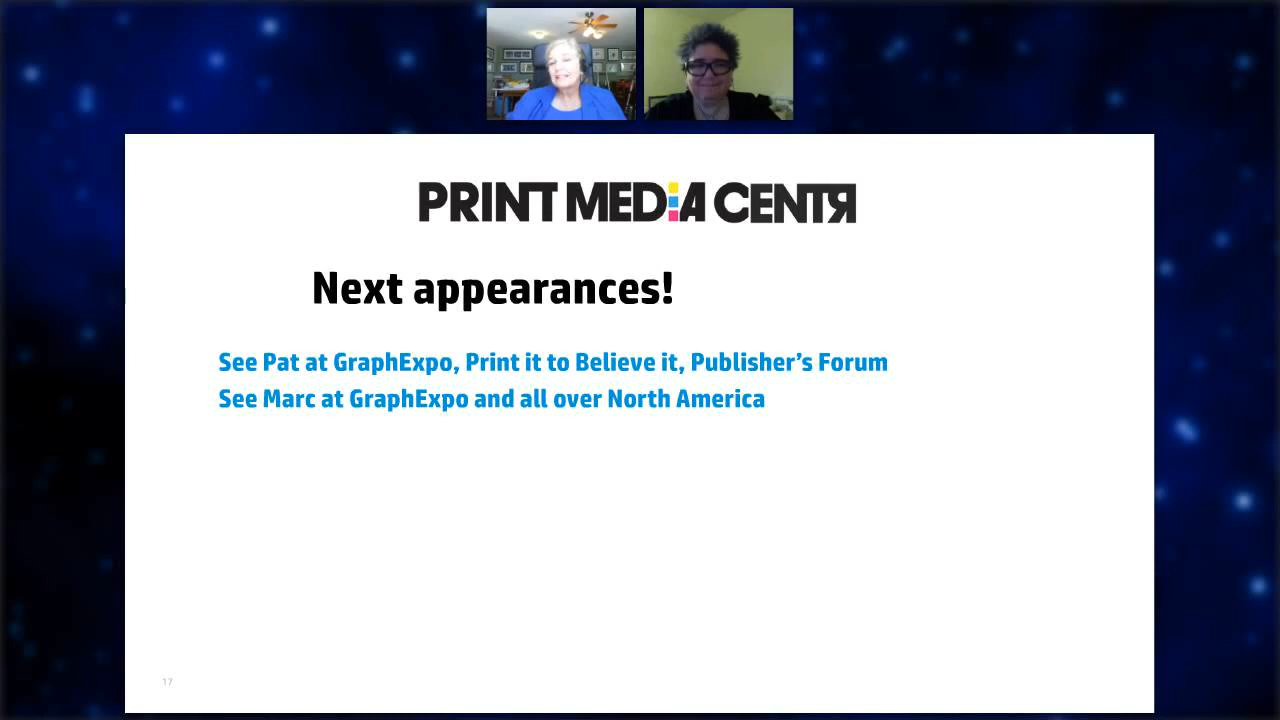 PRINT MEDIA CENTR
Next appearances!
See Pat at GraphExpo, Print it to Believe it, Publisher’s Forum
See Marc at GraphExpo and all over North America
17